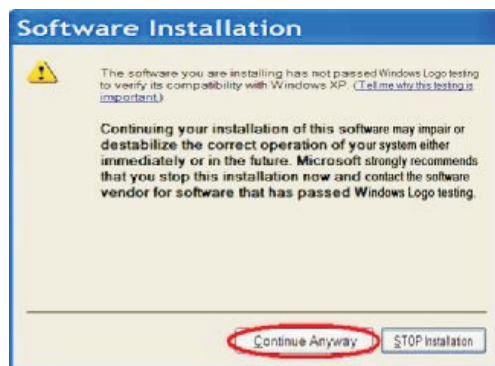 Software Installation
The software you are installing has not passed Windows Logo testing
to verify its compatibility with Windows XP. (Tell me why this testing is
important.)
Continuing your installation of this software may impair or
destabilize the correct operation of your system either
immediately or in the future. Microsoft strongly recommends
that you stop this installation now and contact the software
vendor for software that has passed Windows Logo testing.
Continue Anyway
STOP Installation